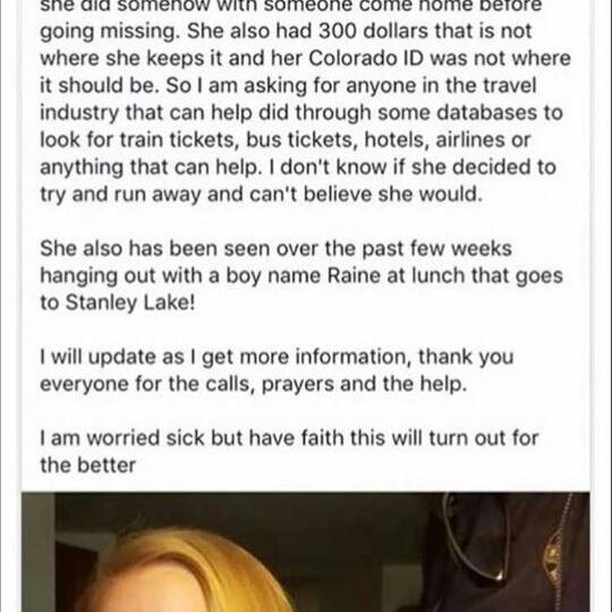 she did somehow with someone come home before
going missing. She also had 300 dollars that is not
where she keeps it and her Colorado ID was not where
it should be. So I am asking for anyone in the travel
industry that can help did through some databases to
look for train tickets, bus tickets, hotels, airlines or
anything that can help. I don't know if she decided to
try and run away and can't believe she would.
She also has been seen over the past few weeks
hanging out with a boy name Raine at lunch that goes
to Stanley Lake!
I will update as I get more information, thank you
everyone for the calls, prayers and the help.
I am worried sick but have faith this will turn out for
the better